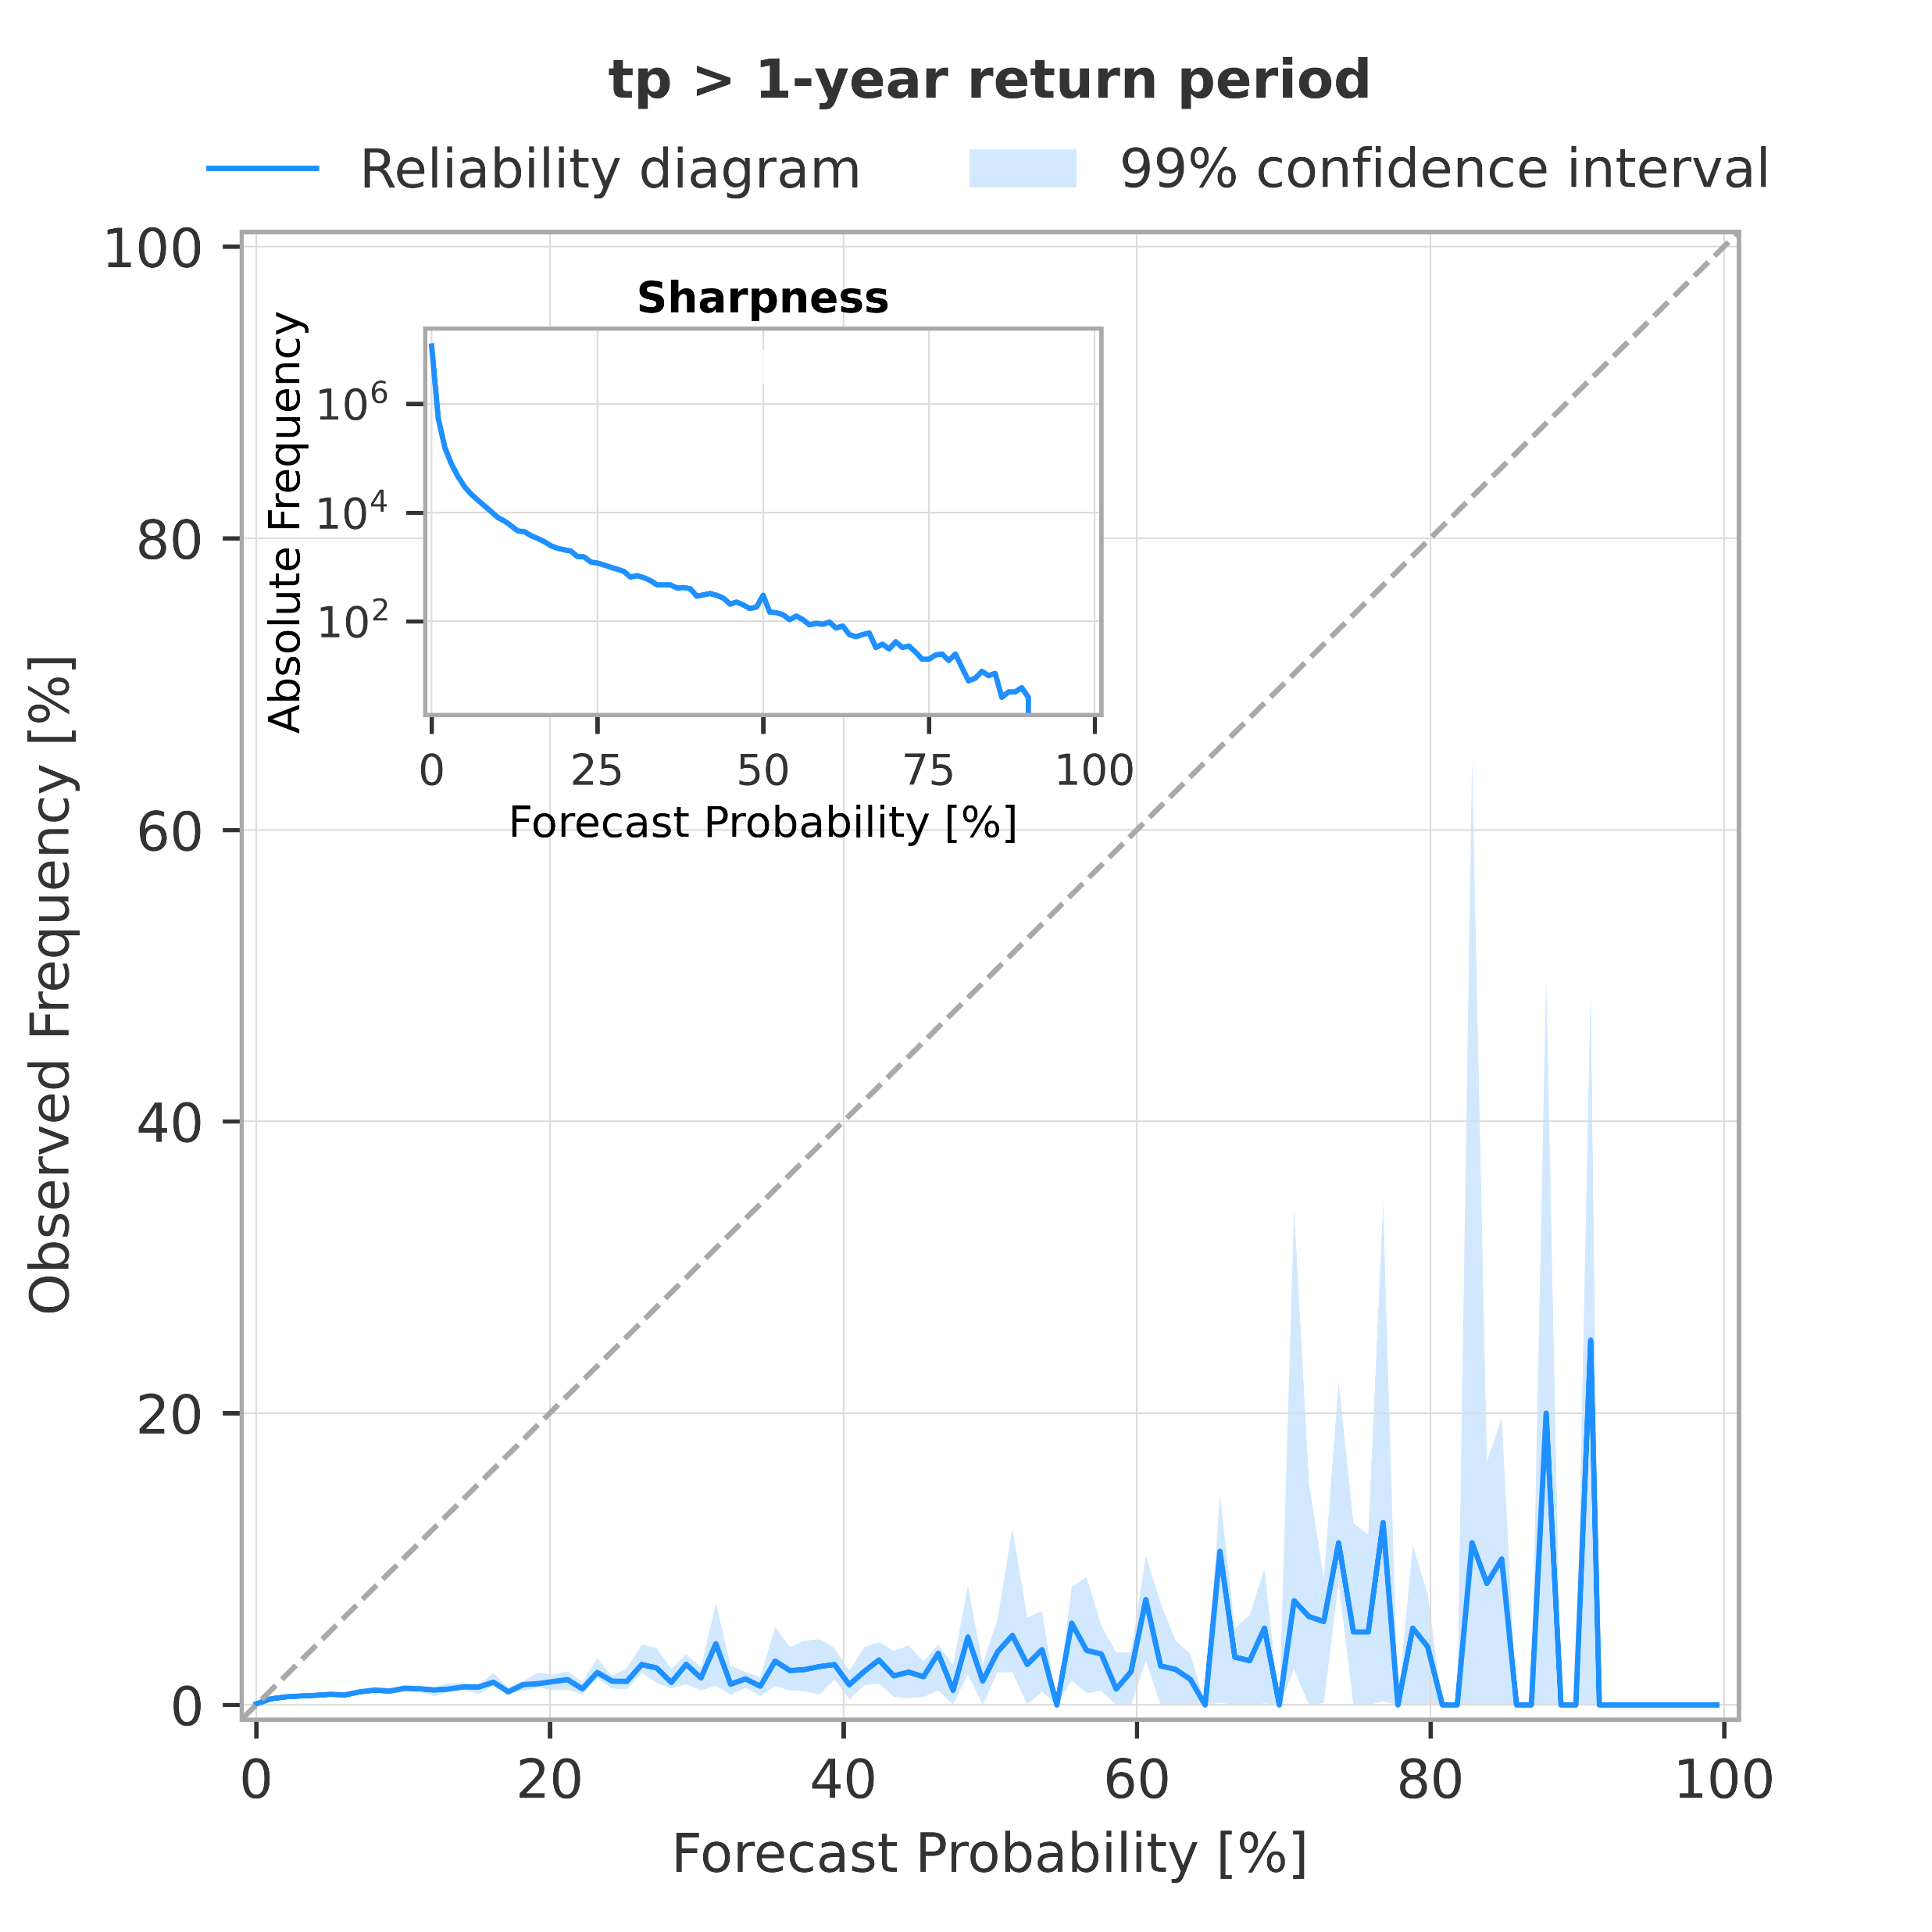 tp > 1-year return period
Reliability diagram
99% confidence interval
Observed Frequency [%]
100
80
60
40
20
0
Sharpness
Absolute Frequency
10⁶
10⁴
10²
0 25 50 75 100
Forecast Probability [%]
0 20 40 60 80 100
Forecast Probability [%]